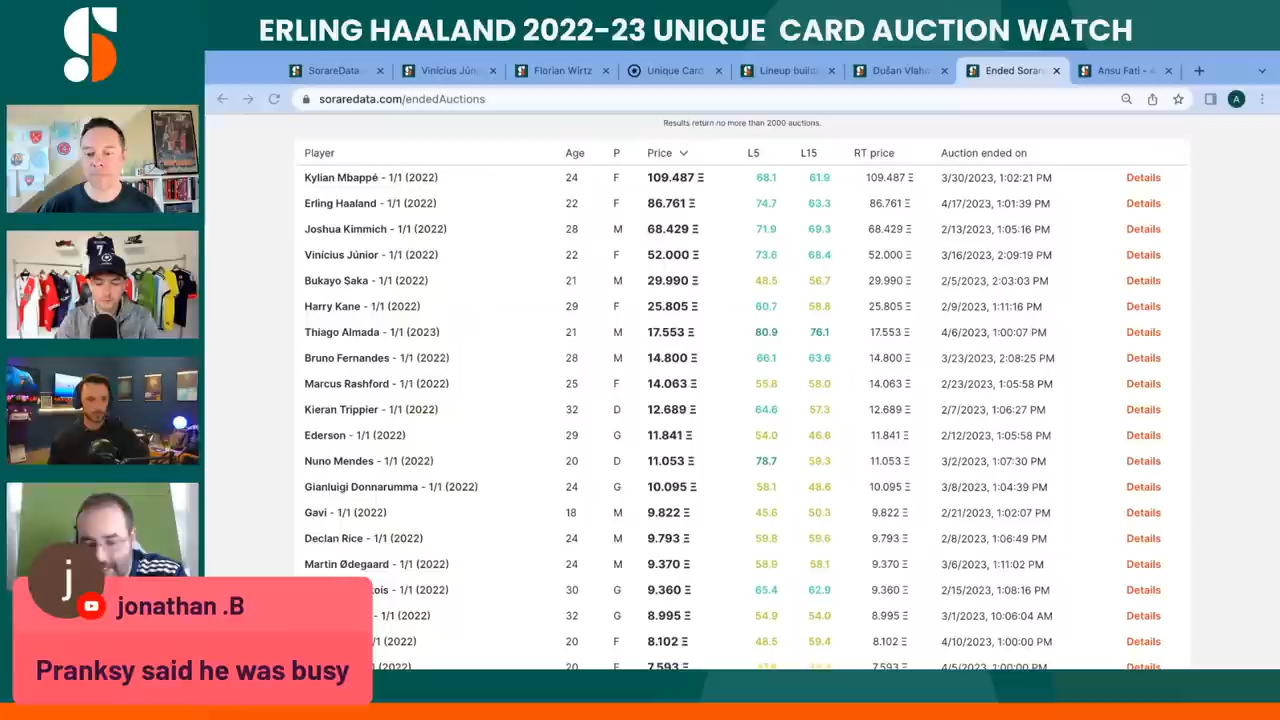 ERLING HAALAND 2022-23 UNIQUE CARD AUCTION WATCH
SorareData Vinícius Jún Florian Wirtz Unique Card Lineup build Dušan Vlaho Ended Sorar Ansu Fati -
soraredata.com/endedAuctions A
Results return no more than 2000 auctions.
Player Age P Price L5 L15 RT price Auction ended on
Kylian Mbappé - 1/1 (2022) 24 F 109.487 Ξ 68.1 61.9 109.487 Ξ 3/30/2023, 1:02:21 PM Details
Erling Haaland - 1/1 (2022) 22 F 86.761 Ξ 74.7 63.3 86.761 Ξ 4/17/2023, 1:01:39 PM Details
Joshua Kimmich - 1/1 (2022) 28 M 68.429 Ξ 71.9 69.3 68.429 Ξ 2/13/2023, 1:05:16 PM Details
Vinícius Júnior - 1/1 (2022) 22 F 52.000 Ξ 73.6 68.4 52.000 Ξ 3/16/2023, 2:09:19 PM Details
Bukayo Saka - 1/1 (2022) 21 M 29.990 Ξ 48.5 56.7 29.990 Ξ 2/5/2023, 2:03:03 PM Details
Harry Kane - 1/1 (2022) 29 F 25.805 Ξ 60.7 58.8 25.805 Ξ 2/9/2023, 1:11:16 PM Details
Thiago Almada - 1/1 (2023) 21 M 17.553 Ξ 80.9 76.1 17.553 Ξ 4/6/2023, 1:00:07 PM Details
Bruno Fernandes - 1/1 (2022) 28 M 14.800 Ξ 66.1 63.6 14.800 Ξ 3/23/2023, 2:08:25 PM Details
Marcus Rashford - 1/1 (2022) 25 F 14.063 Ξ 55.8 58.0 14.063 Ξ 2/23/2023, 1:05:58 PM Details
Kieran Trippier - 1/1 (2022) 32 D 12.689 Ξ 64.6 57.3 12.689 Ξ 2/7/2023, 1:06:27 PM Details
Ederson - 1/1 (2022) 29 G 11.841 Ξ 54.0 46.6 11.841 Ξ 2/12/2023, 1:05:58 PM Details
Nuno Mendes - 1/1 (2022) 20 D 11.053 Ξ 78.7 59.3 11.053 Ξ 3/2/2023, 1:07:30 PM Details
Gianluigi Donnarumma - 1/1 (2022) 24 G 10.095 Ξ 58.1 48.6 10.095 Ξ 3/8/2023, 1:04:39 PM Details
Gavi - 1/1 (2022) 18 M 9.822 Ξ 45.6 50.3 9.822 Ξ 2/21/2023, 1:02:07 PM Details
Declan Rice - 1/1 (2022) 24 M 9.793 Ξ 59.8 59.6 9.793 Ξ 2/8/2023, 1:06:49 PM Details
Martin Ødegaard - 1/1 (2022) 24 M 9.370 Ξ 58.9 58.1 9.370 Ξ 3/6/2023, 1:11:02 PM Details
ois - 1/1 (2022) 30 G 9.360 Ξ 65.4 62.9 9.360 Ξ 2/15/2023, 1:08:16 PM Details
- 1/1 (2022) 32 G 8.995 Ξ 54.9 54.0 8.995 Ξ 3/1/2023, 10:06:04 AM Details
/1 (2022) 20 F 8.102 Ξ 48.5 59.4 8.102 Ξ 4/10/2023, 1:00:00 PM Details
(2022) 20 F 7.593 Ξ 7.593 Ξ 4/5/2023, 1:00:00 PM Details
j
jonathan .B
Pranksy said he was busy